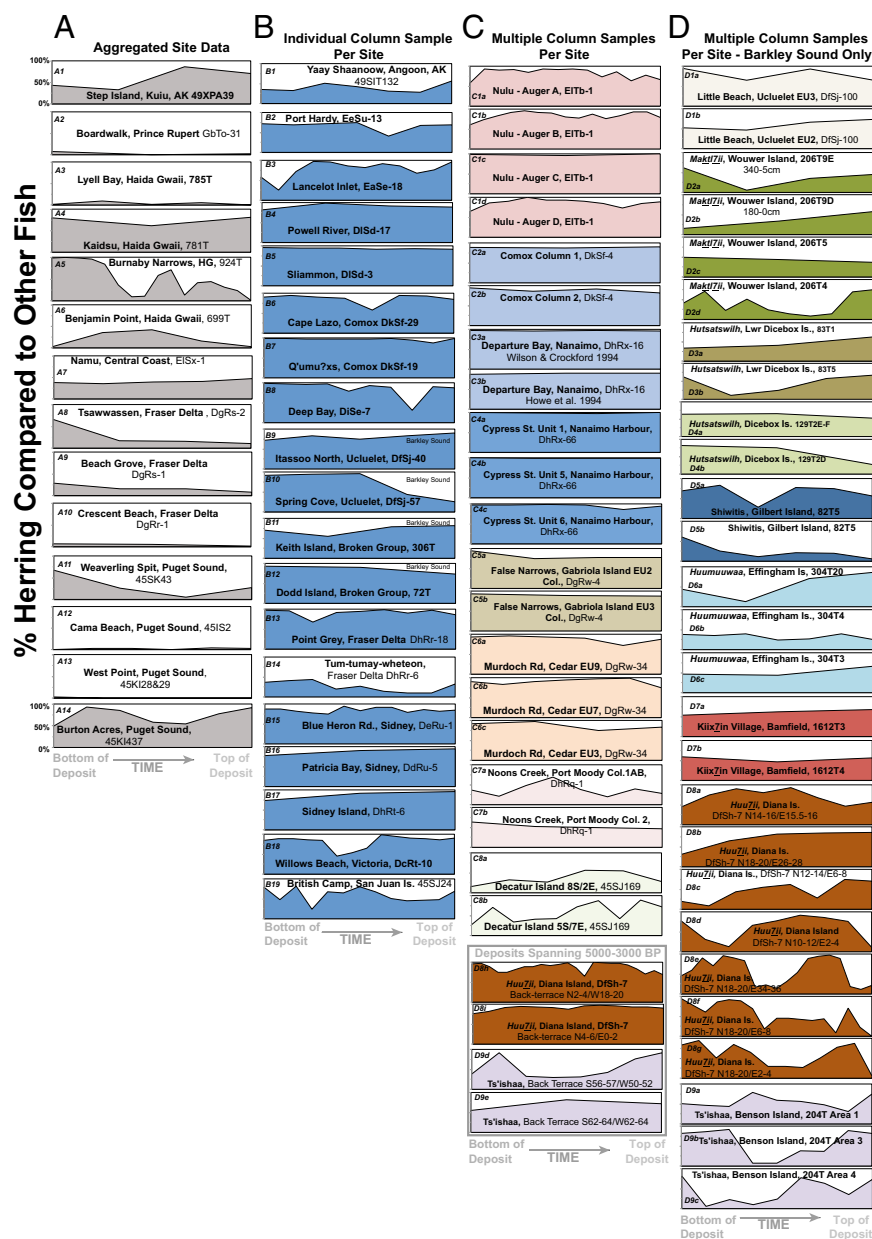 A
Aggregated Site Data
% Herring Compared to Other Fish
100%
50%
0%
A1
Step Island, Kuiu, AK 49XPA39
A2
Boardwalk, Prince Rupert GbTo-31
A3
Lyell Bay, Haida Gwaii, 785T
A4
Kaidsu, Haida Gwaii, 781T
A5
Burnaby Narrows, HG, 924T
A6
Benjamin Point, Haida Gwaii, 699T
Namu, Central Coast, ElSx-1
A7
A8
Tsawwassen, Fraser Delta , DgRs-2
A9
Beach Grove, Fraser Delta
DgRs-1
A10
Crescent Beach, Fraser Delta
DgRr-1
A11
Weaverling Spit, Puget Sound,
45SK43
A12
Cama Beach, Puget Sound, 45IS2
A13
West Point, Puget Sound,
45KI28&29
100%
50%
0%
A14
Burton Acres, Puget Sound,
45KI437
Bottom of Deposit
TIME
Top of Deposit
B
Individual Column Sample
Per Site
B1
Yaay Shaanoow, Angoon, AK
49SIT132
B2
Port Hardy, EeSu-13
B3
Lancelot Inlet, EaSe-18
B4
Powell River, DlSd-17
B5
Sliammon, DlSd-3
B6
Cape Lazo, Comox DkSf-29
B7
Q'umu?xs, Comox DkSf-19
B8
Deep Bay, DiSe-7
B9
Barkley Sound
Itassoo North, Ucluelet, DfSj-40
B10
Barkley Sound
Spring Cove, Ucluelet, DfSj-57
B11
Barkley Sound
Keith Island, Broken Group, 306T
B12
Barkley Sound
Dodd Island, Broken Group, 72T
B13
Point Grey, Fraser Delta DhRr-18
B14
Tum-tumay-wheton,
Fraser Delta DhRr-6
B15
Blue Heron Rd., Sidney, DeRu-1
B16
Patricia Bay, Sidney, DdRu-5
B17
Sidney Island, DhRt-6
B18
Willows Beach, Victoria, DcRt-10
B19
British Camp, San Juan Is. 45SJ24
Bottom of Deposit
TIME
Top of Deposit
C
Multiple Column Samples
Per Site
C1a
Nulu - Auger A, ElTb-1
C1b
Nulu - Auger B, ElTb-1
C1c
Nulu - Auger C, ElTb-1
C1d
Nulu - Auger D, ElTb-1
C2a
Comox Column 1, DkSf-4
C2b
Comox Column 2, DkSf-4
C3a
Departure Bay, Nanaimo, DhRx-16
Wilson & Crockford 1994
C3b
Departure Bay, Nanaimo, DhRx-16
Howe et al. 1994
C4a
Cypress St. Unit 1, Nanaimo Harbour,
DhRx-66
C4b
Cypress St. Unit 5, Nanaimo Harbour,
DhRx-66
C4c
Cypress St. Unit 6, Nanaimo Harbour,
DhRx-66
C5a
False Narrows, Gabriola Island EU2
Col., DgRw-4
C5b
False Narrows, Gabriola Island EU3
Col., DgRw-4
C6a
Murdoch Rd, Cedar EU9, DgRw-34
C6b
Murdoch Rd, Cedar EU7, DgRw-34
C6c
Murdoch Rd, Cedar EU3, DgRw-34
C7a
Noons Creek, Port Moody Col.1AB,
DhRq-1
C7b
Noons Creek, Port Moody Col. 2,
DhRq-1
C8a
Decatur Island 8S/2E, 45SJ169
C8b
Decatur Island 5S/7E, 45SJ169
Deposits Spanning 5000-3000 BP
D8h
Huu7ii, Diana Island, DfSh-7
Back-terrace N2-4/W18-20
D8i
Huu7ii, Diana Island, DfSh-7
Back-terrace N4-6/E0-2
D9d
Ts'ishaa, Back Terrace S56-57/W50-52
D9e
Ts'ishaa, Back Terrace S62-64/W62-64
Bottom of Deposit
TIME
Top of Deposit
D
Multiple Column Samples
Per Site - Barkley Sound Only
D1a
Little Beach, Ucluelet EU3, DfSj-100
D1b
Little Beach, Ucluelet EU2, DfSj-100
Maktl7ii, Wouwer Island, 206T9E
340-5cm
D2a
Maktl7ii, Wouwer Island, 206T9D
180-0cm
D2b
Maktl7ii, Wouwer Island, 206T5
D2c
Maktl7ii, Wouwer Island, 206T4
D2d
Hutsatswilh, Lwr Dicebox Is., 83T1
D3a
Hutsatswilh, Lwr Dicebox Is., 83T5
D3b
Hutsatswilh, Dicebox Is. 129T2E-F
D4a
Hutsatswilh, Dicebox Is., 129T2D
D4b
D5a
Shiwitis, Gilbert Island, 82T5
D5b
Shiwitis, Gilbert Island, 82T5
Huumuuwaa, Effingham Is, 304T20
D6a
Huumuuwaa, Effingham Is., 304T4
D6b
Huumuuwaa, Effingham Is., 304T3
D6c
D7a
Kiix7in Village, Bamfield, 1612T3
D7b
Kiix7in Village, Bamfield, 1612T4
D8a
Huu7ii, Diana Is.
DfSh-7 N14-16/E15.5-16
D8b
Huu7ii, Diana Is.
DfSh-7 N18-20/E26-28
Huu7ii, Diana Is., DfSh-7 N12-14/E6-8
D8c
D8d
Huu7ii, Diana Island
DfSh-7 N10-12/E2-4
D8e
Huu7ii, Diana Is.
DfSh-7 N18-20/E34-36
D8f
Huu7ii, Diana Is.
DfSh-7 N18-20/E6-8
D8g
Huu7ii, Diana Is.
DfSh-7 N18-20/E2-4
D9a
Ts'ishaa, Benson Island, 204T Area 1
D9b
Ts'ishaa, Benson Island, 204T Area 3
Ts'ishaa, Benson Island, 204T Area 4
D9c
Bottom of Deposit
TIME
Top of Deposit